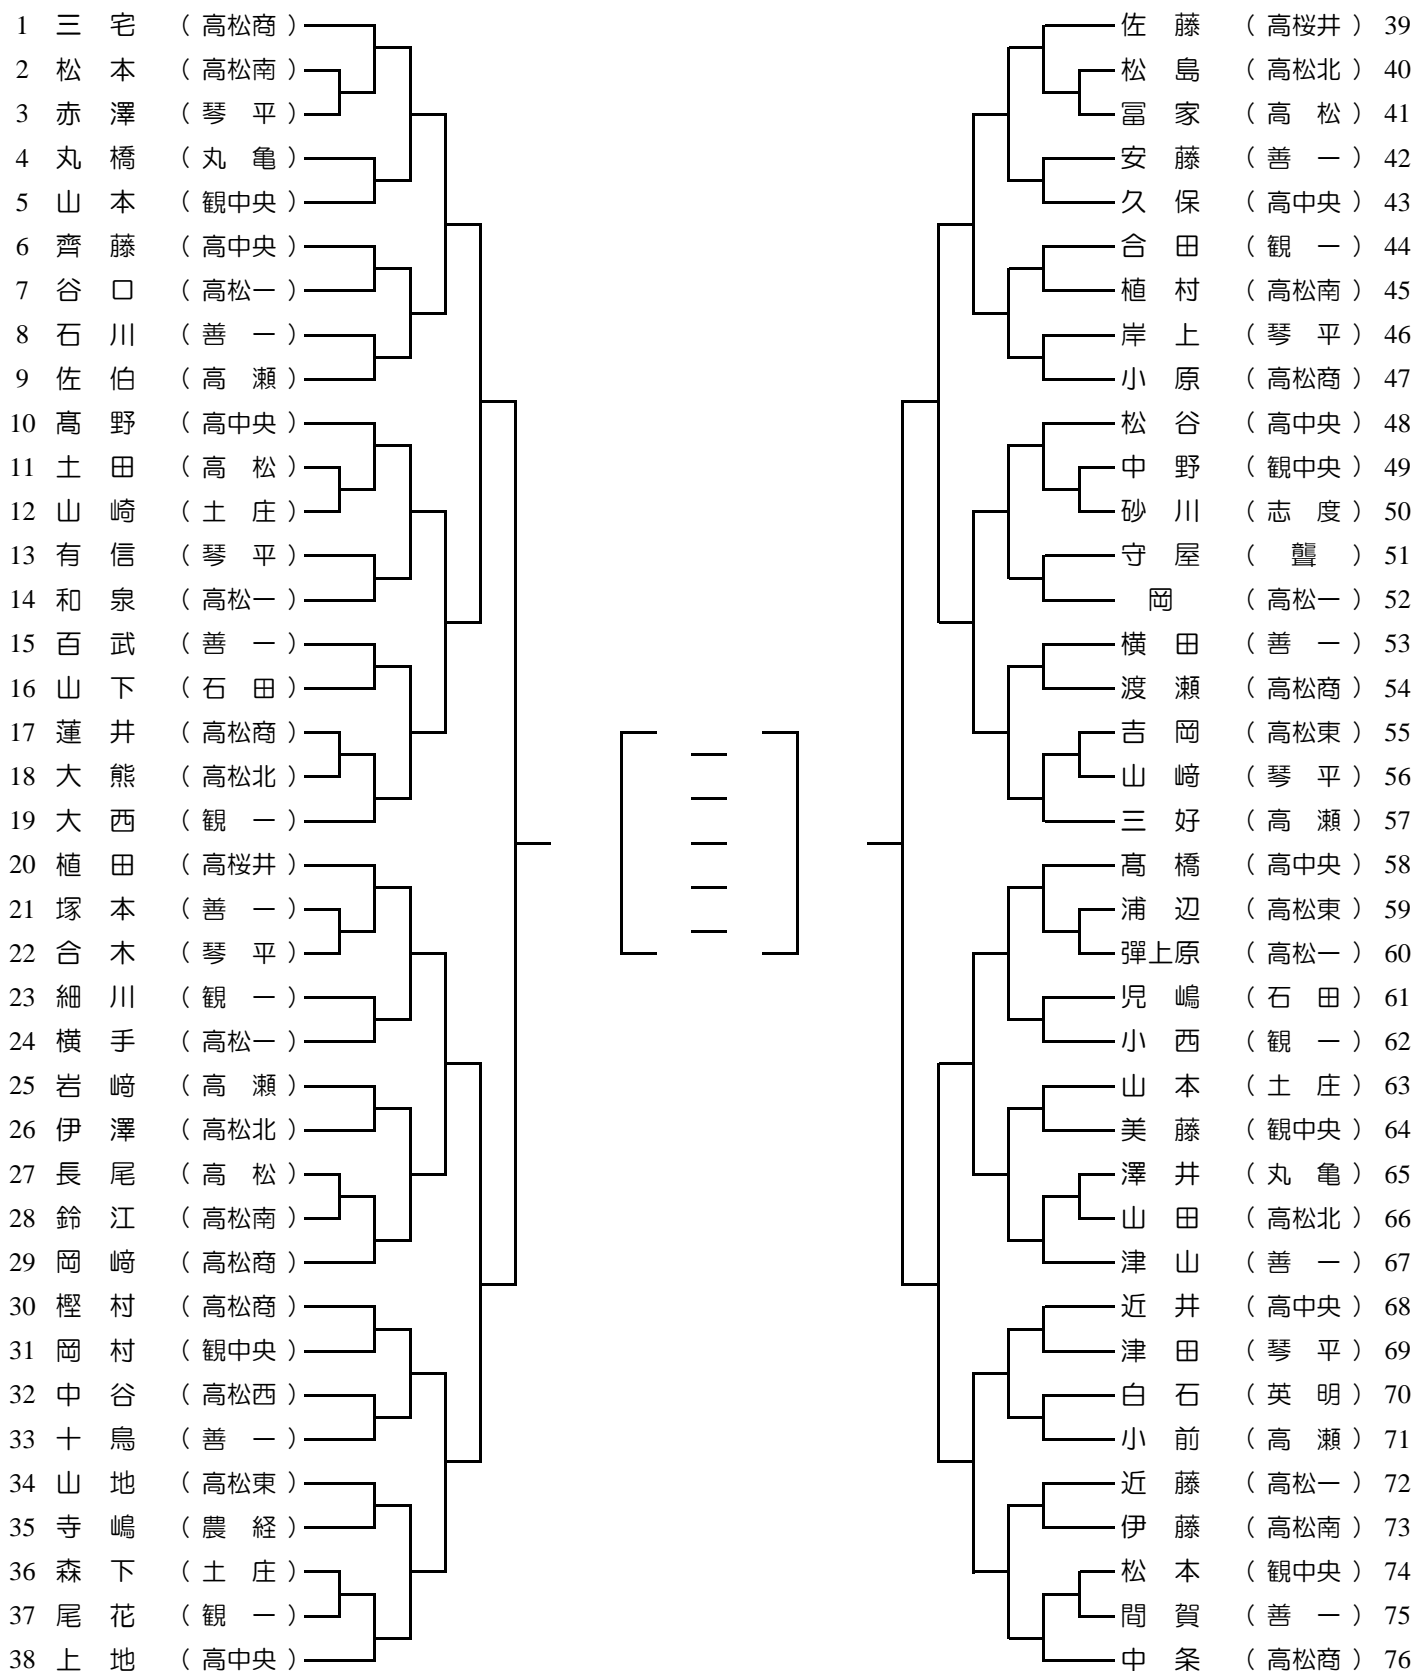 1 三 宅 ( 高松商 )
2 松 本 ( 高松南 )
3 赤 澤 ( 琴 平 )
4 丸 橋 ( 丸 亀 )
5 山 本 ( 観中央 )
6 齊 藤 ( 高中央 )
7 谷 口 ( 高松一 )
8 石 川 ( 善 一 )
9 佐 伯 ( 高 瀬 )
10 髙 野 ( 高中央 )
11 土 田 ( 高 松 )
12 山 崎 ( 土 庄 )
13 有 信 ( 琴 平 )
14 和 泉 ( 高松一 )
15 百 武 ( 善 一 )
16 山 下 ( 石 田 )
17 蓮 井 ( 高松商 )
18 大 熊 ( 高松北 )
19 大 西 ( 観 一 )
20 植 田 ( 高桜井 )
21 塚 本 ( 善 一 )
22 合 木 ( 琴 平 )
23 細 川 ( 観 一 )
24 横 手 ( 高松一 )
25 岩 﨑 ( 高 瀬 )
26 伊 澤 ( 高松北 )
27 長 尾 ( 高 松 )
28 鈴 江 ( 高松南 )
29 岡 﨑 ( 高松商 )
30 樫 村 ( 高松商 )
31 岡 村 ( 観中央 )
32 中 谷 ( 高松西 )
33 十 鳥 ( 善 一 )
34 山 地 ( 高松東 )
35 寺 嶋 ( 農 経 )
36 森 下 ( 土 庄 )
37 尾 花 ( 観 一 )
38 上 地 ( 高中央 )
佐 藤 ( 高桜井 ) 39
松 島 ( 高松北 ) 40
冨 家 ( 高 松 ) 41
安 藤 ( 善 一 ) 42
久 保 ( 高中央 ) 43
合 田 ( 観 一 ) 44
植 村 ( 高松南 ) 45
岸 上 ( 琴 平 ) 46
小 原 ( 高松商 ) 47
松 谷 ( 高中央 ) 48
中 野 ( 観中央 ) 49
砂 川 ( 志 度 ) 50
守 屋 ( 聾 ) 51
岡 ( 高松一 ) 52
横 田 ( 善 一 ) 53
渡 瀬 ( 高松商 ) 54
吉 岡 ( 高松東 ) 55
山 﨑 ( 琴 平 ) 56
三 好 ( 高 瀬 ) 57
髙 橋 ( 高中央 ) 58
浦 辺 ( 高松東 ) 59
彈上原 ( 高松一 ) 60
児 嶋 ( 石 田 ) 61
小 西 ( 観 一 ) 62
山 本 ( 土 庄 ) 63
美 藤 ( 観中央 ) 64
澤 井 ( 丸 亀 ) 65
山 田 ( 高松北 ) 66
津 山 ( 善 一 ) 67
近 井 ( 高中央 ) 68
津 田 ( 琴 平 ) 69
白 石 ( 英 明 ) 70
小 前 ( 高 瀬 ) 71
近 藤 ( 高松一 ) 72
伊 藤 ( 高松南 ) 73
松 本 ( 観中央 ) 74
間 賀 ( 善 一 ) 75
中 条 ( 高松商 ) 76